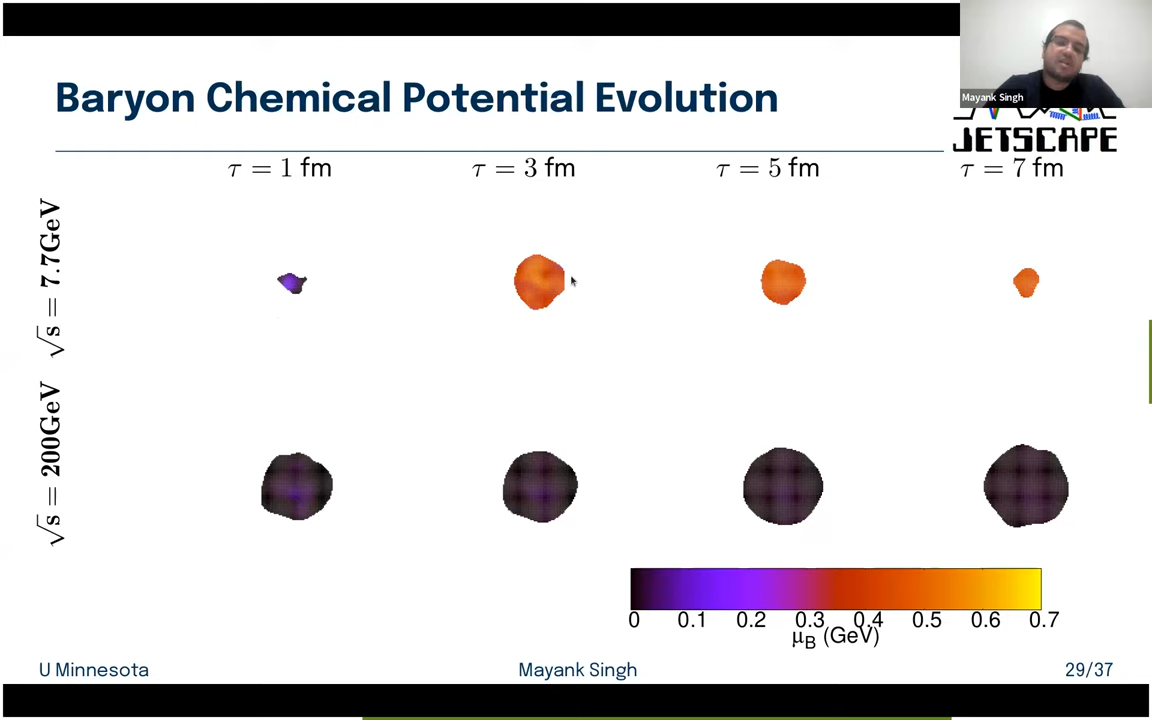 Mayank Singh
Baryon Chemical Potential Evolution
JETSCAPE
τ = 1 fm
τ = 3 fm
τ = 5 fm
τ = 7 fm
√s = 7.7GeV
√s = 200GeV
0 0.1 0.2 0.3 0.4 0.5 0.6 0.7
μB (GeV)
U Minnesota
Mayank Singh
29/37